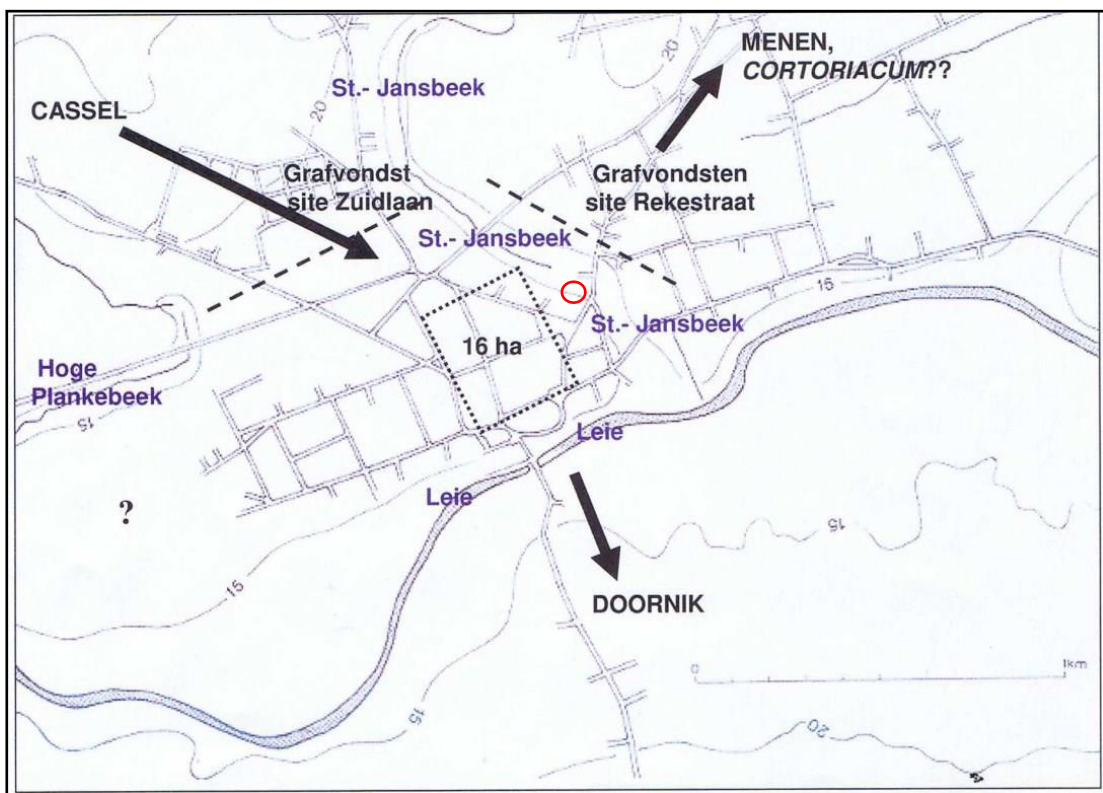 MENEN,
CORTORIACUM??
20
St.- Jansbeek
CASSEL
20
Grafvondst
site Zuidlaan
Grafvondsten
site Rekestraat
St.- Jansbeek
15
St.- Jansbeek
16 ha
Hoge
Plankebeek
15
Leie
Leie
?
15
15
DOORNIK
0
1km
15
20